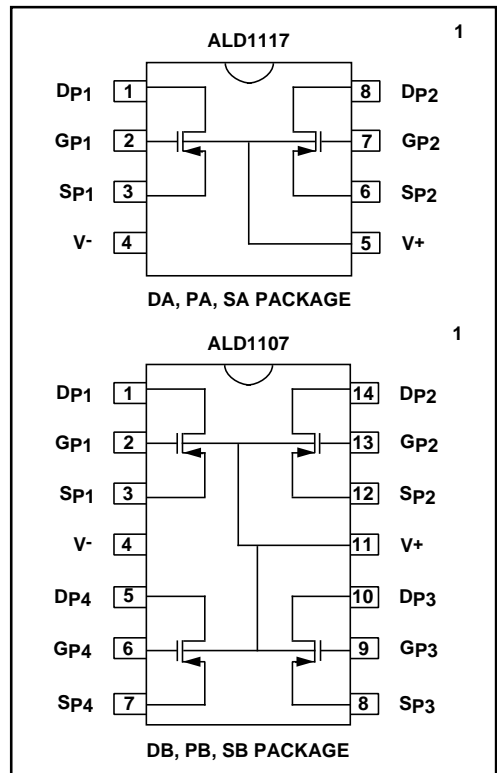 ALD1117 1
DP1 1 8 DP2
GP1 2 7 GP2
SP1 3 6 SP2
V- 4 5 V+
DA, PA, SA PACKAGE
ALD1107 1
DP1 1 14 DP2
GP1 2 13 GP2
SP1 3 12 SP2
V- 4 11 V+
DP4 5 10 DP3
GP4 6 9 GP3
SP4 7 8 SP3
DB, PB, SB PACKAGE